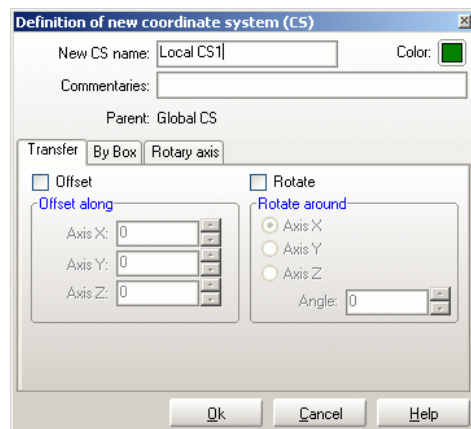 Definition of new coordinate system (CS)
New CS name: Local CS1 Color:
Commentaries:
Parent: Global CS
Transfer By Box Rotary axis
Offset Rotate
Offset along Rotate around
Axis X: 0 Axis X
Axis Y: 0 Axis Y
Axis Z: 0 Axis Z
Angle: 0
Ok Cancel Help